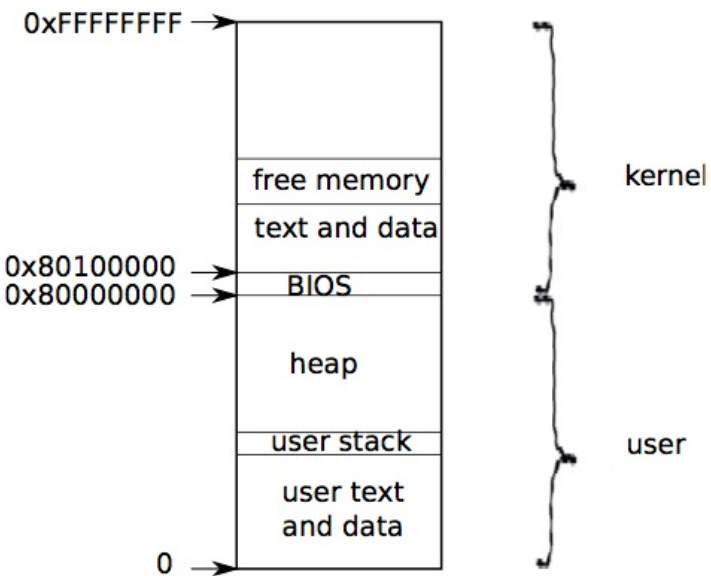 0xFFFFFFFF
free memory
kernel
text and data
0x80100000
BIOS
0x80000000
heap
user stack
user
user text
and data
0